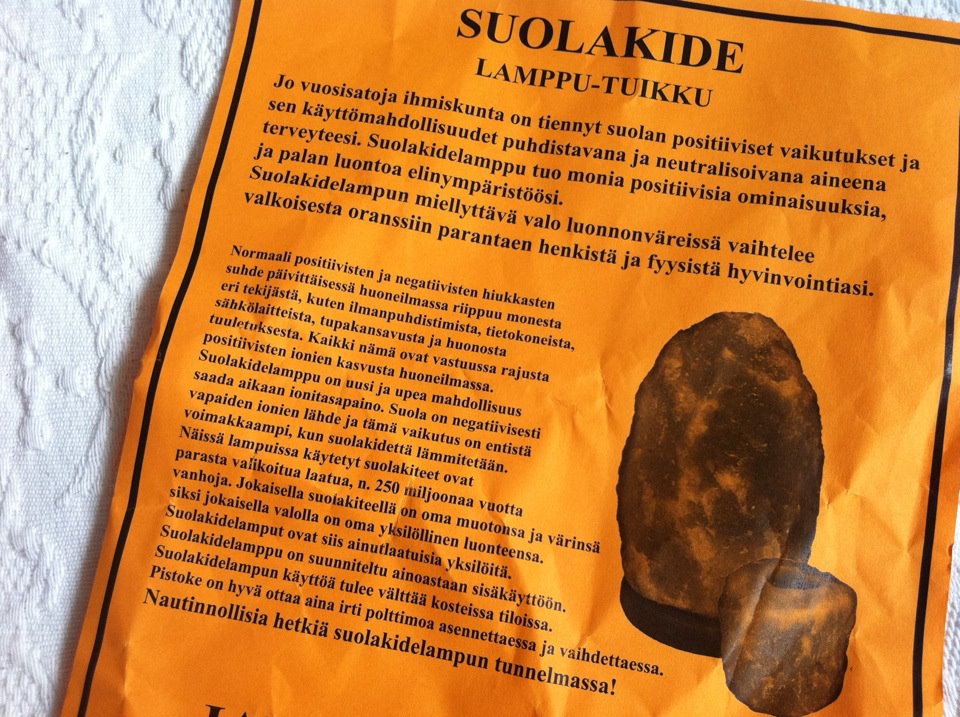 SUOLAKIDE
LAMPPU-TUIKKU
Jo vuosisatoja ihmiskunta on tiennyt suolan positiiviset vaikutukset ja
sen käyttömahdollisuudet puhdistavana ja neutralisoivana aineena
terveyteesi. Suolakidelamppu tuo monia positiivisia ominaisuuksia,
ja palan luontoa elinympäristöösi.
Suolakidelampun miellyttävä valo luonnonväreissä vaihtelee
valkoisesta oranssiin parantaen henkistä ja fyysistä hyvinvointiasi.
Normaali positiivisten ja negatiivisten hiukkasten
suhde päivittäisessä huoneilmassa riippuu monesta
eri tekijästä, kuten ilmanpuhdistimista, tietokoneista,
sähkölaitteista, tupakansavusta ja huonosta
tuuletuksesta. Kaikki nämä ovat vastuussa rajusta
positiivisten ionien kasvusta huoneilmassa.
Suolakidelamppu on uusi ja upea mahdollisuus
saada aikaan ionitasapaino. Suola on negatiivisesti
vapaiden ionien lähde ja tämä vaikutus on entistä
voimakkaampi, kun suolakidettä lämmitetään.
Näissä lampuissa käytetyt suolakiteet ovat
parasta valikoitua laatua, n. 250 miljoonaa vuotta
vanhoja. Jokaisella suolakiteellä on oma muotonsa ja värinsä
siksi jokaisella valolla on oma yksilöllinen luonteensa.
Suolakidelamput ovat siis ainutlaatuisia yksilöitä.
Suolakidelamppu on suunniteltu ainoastaan sisäkäyttöön.
Suolakidelampun käyttöä tulee välttää kosteissa tiloissa.
Pistoke on hyvä ottaa aina irti polttimoa asennettaessa ja vaihdettaessa.
Nautinnollisia hetkiä suolakidelampun tunnelmassa!